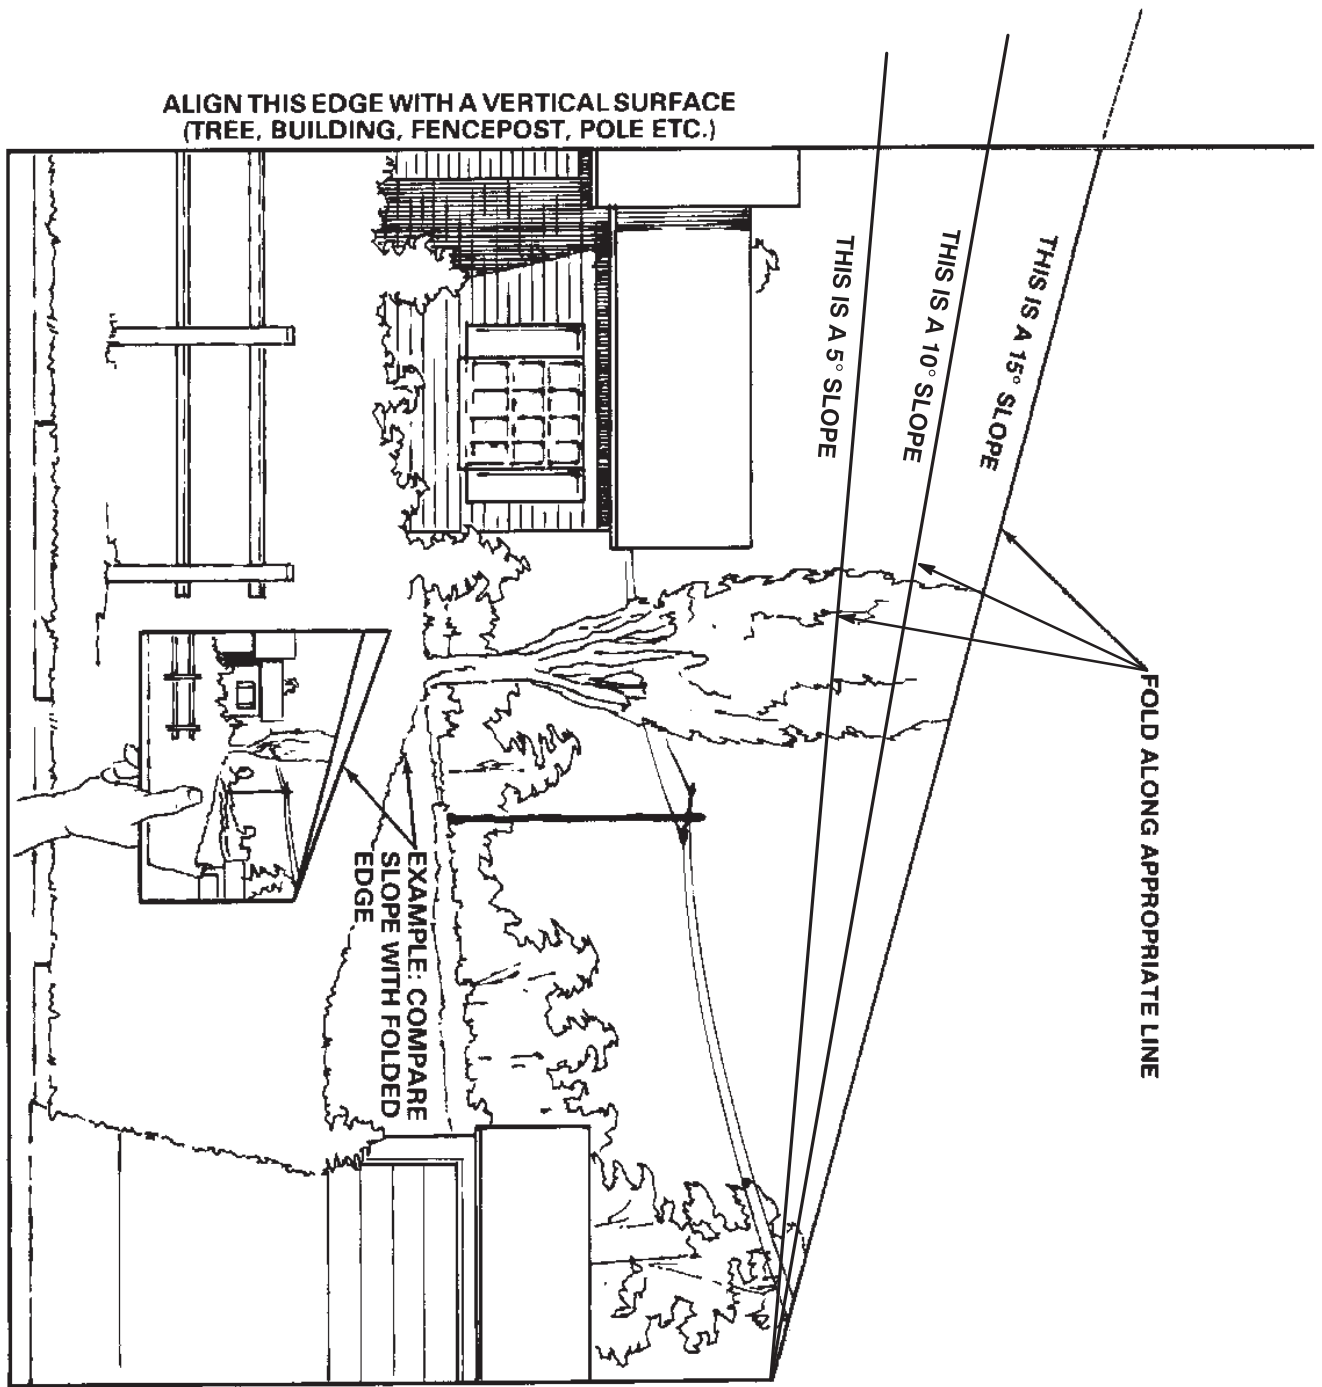 ALIGN THIS EDGE WITH A VERTICAL SURFACE
(TREE, BUILDING, FENCEPOST, POLE ETC.)
THIS IS A 5° SLOPE
THIS IS A 10° SLOPE
THIS IS A 15° SLOPE
FOLD ALONG APPROPRIATE LINE
EXAMPLE: COMPARE
SLOPE WITH FOLDED
EDGE